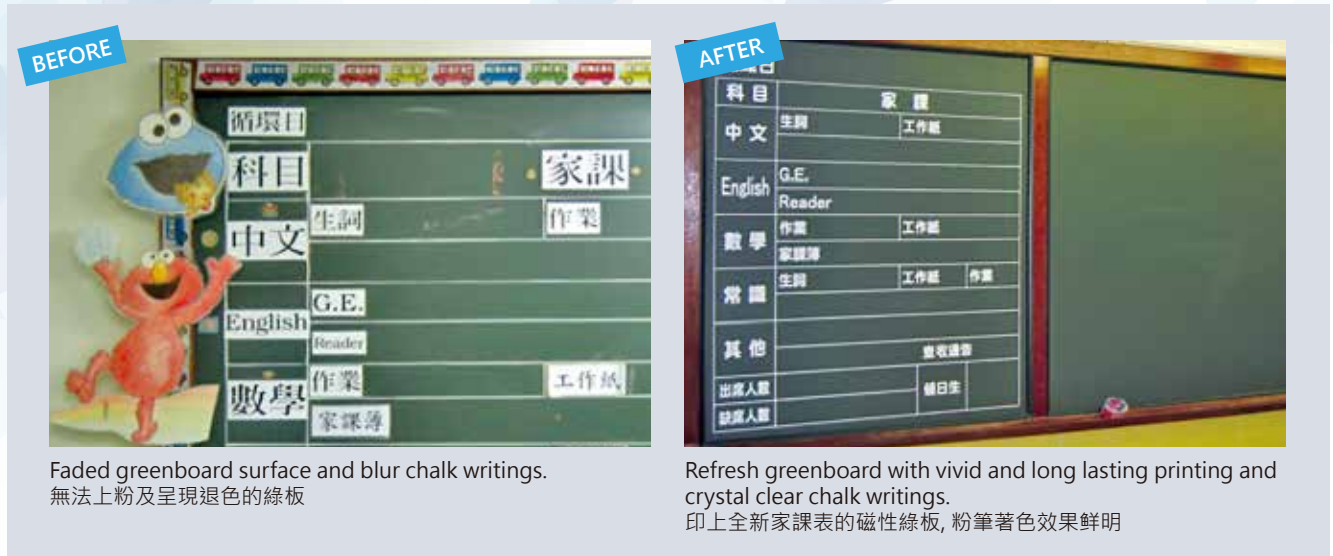 BEFORE
循環日
科目 家課
生詞 作業
中文
G.E.
English
Reader
作業 工作紙
數學
家課薄
Faded greenboard surface and blur chalk writings.
無法上粉及呈現退色的綠板
AFTER
日
科目 家課
中文 生詞 工作紙
English G.E.
Reader
數學 作業 工作紙
家課簿
常識 生詞 工作紙 作業
其他 查收通告
出席人數 值日生
缺席人數
Refresh greenboard with vivid and long lasting printing and
crystal clear chalk writings.
印上全新家課表的磁性綠板, 粉筆著色效果鮮明